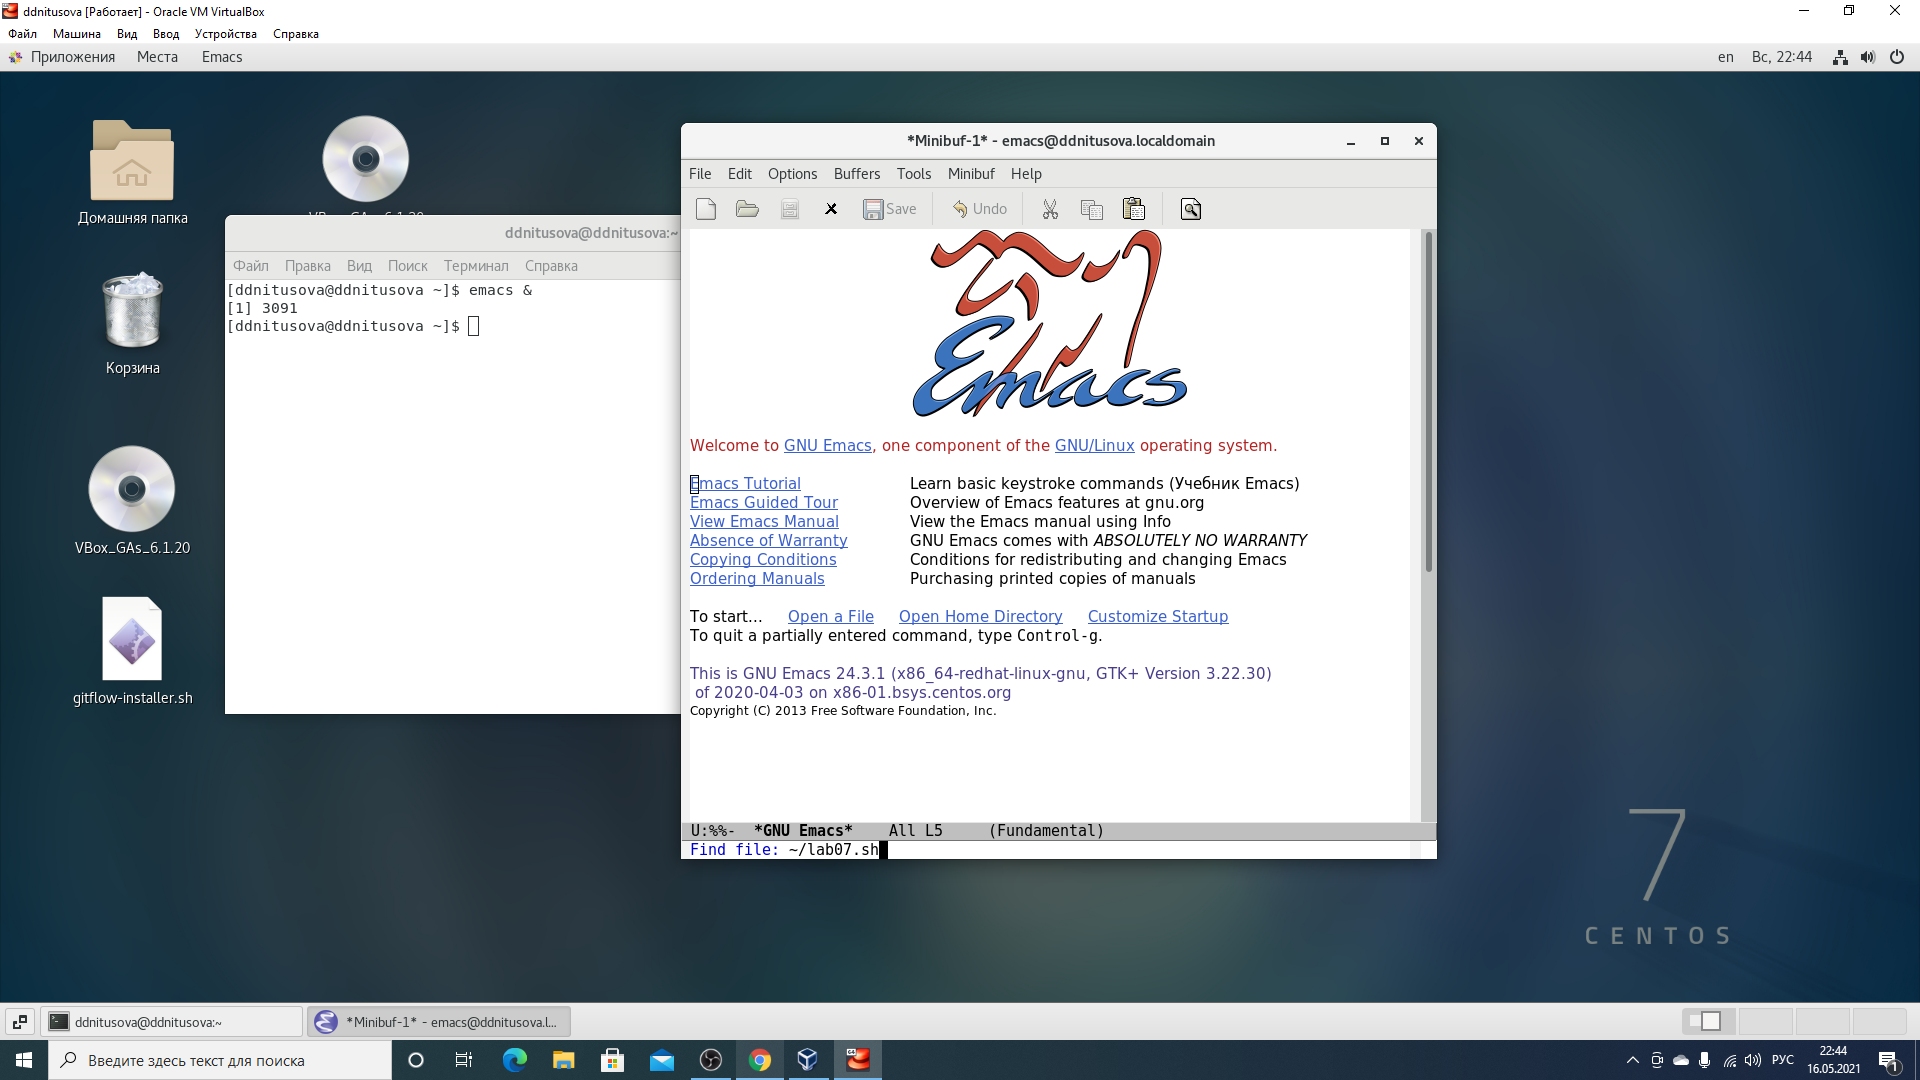 ddnitusova [Работает] - Oracle VM VirtualBox
Файл Машина Вид Ввод Устройства Справка
Приложения Места Emacs en Вс, 22:44
Домашняя папка
Корзина
VBox_GAs_6.1.20
gitflow-installer.sh
VBox_GAs_6.1.20
ddnitusova@ddnitusova:~
Файл Правка Вид Поиск Терминал Справка
[ddnitusova@ddnitusova ~]$ emacs &
[1] 3091
[ddnitusova@ddnitusova ~]$
*Minibuf-1* - emacs@ddnitusova.localdomain
File Edit Options Buffers Tools Minibuf Help
Save Undo
Emacs
Welcome to GNU Emacs, one component of the GNU/Linux operating system.
Emacs Tutorial Learn basic keystroke commands (Учебник Emacs)
Emacs Guided Tour Overview of Emacs features at gnu.org
View Emacs Manual View the Emacs manual using Info
Absence of Warranty GNU Emacs comes with ABSOLUTELY NO WARRANTY
Copying Conditions Conditions for redistributing and changing Emacs
Ordering Manuals Purchasing printed copies of manuals
To start... Open a File Open Home Directory Customize Startup
To quit a partially entered command, type Control-g.
This is GNU Emacs 24.3.1 (x86_64-redhat-linux-gnu, GTK+ Version 3.22.30)
of 2020-04-03 on x86-01.bsys.centos.org
Copyright (C) 2013 Free Software Foundation, Inc.
U:%%- *GNU Emacs* All L5 (Fundamental)
Find file: ~/lab07.sh
7
CENTOS
ddnitusova@ddnitusova:~ *Minibuf-1* - emacs@ddnitusova.l...
Введите здесь текст для поиска
64
РУС
22:44
16.05.2021
1